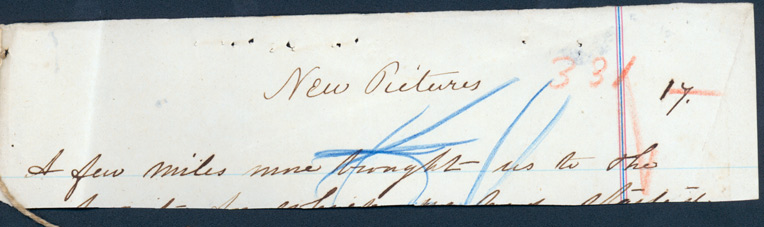 New Pictures
331
17.
A few miles more brought us to the